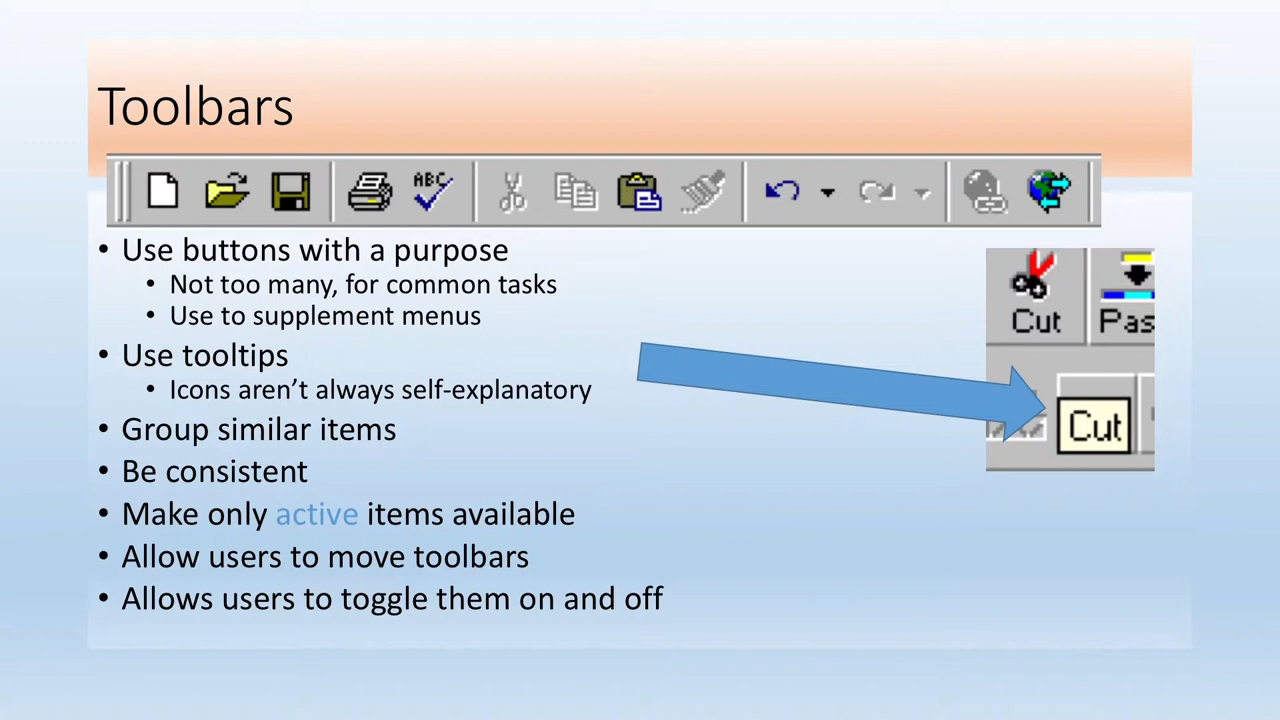 Toolbars
ABC
• Use buttons with a purpose
• Not too many, for common tasks
• Use to supplement menus
• Use tooltips
• Icons aren’t always self-explanatory
• Group similar items
• Be consistent
• Make only active items available
• Allow users to move toolbars
• Allows users to toggle them on and off
Cut
Pas
Cut